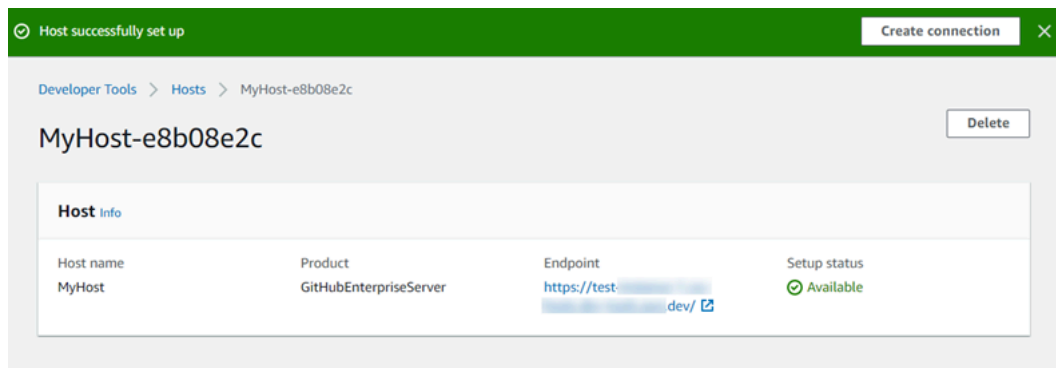 Host successfully set up
Create connection
Developer Tools > Hosts > MyHost-e8b08e2c
MyHost-e8b08e2c
Delete
Host Info
Host name
Product
Endpoint
Setup status
MyHost
GitHubEnterpriseServer
https://test-
dev/
Available